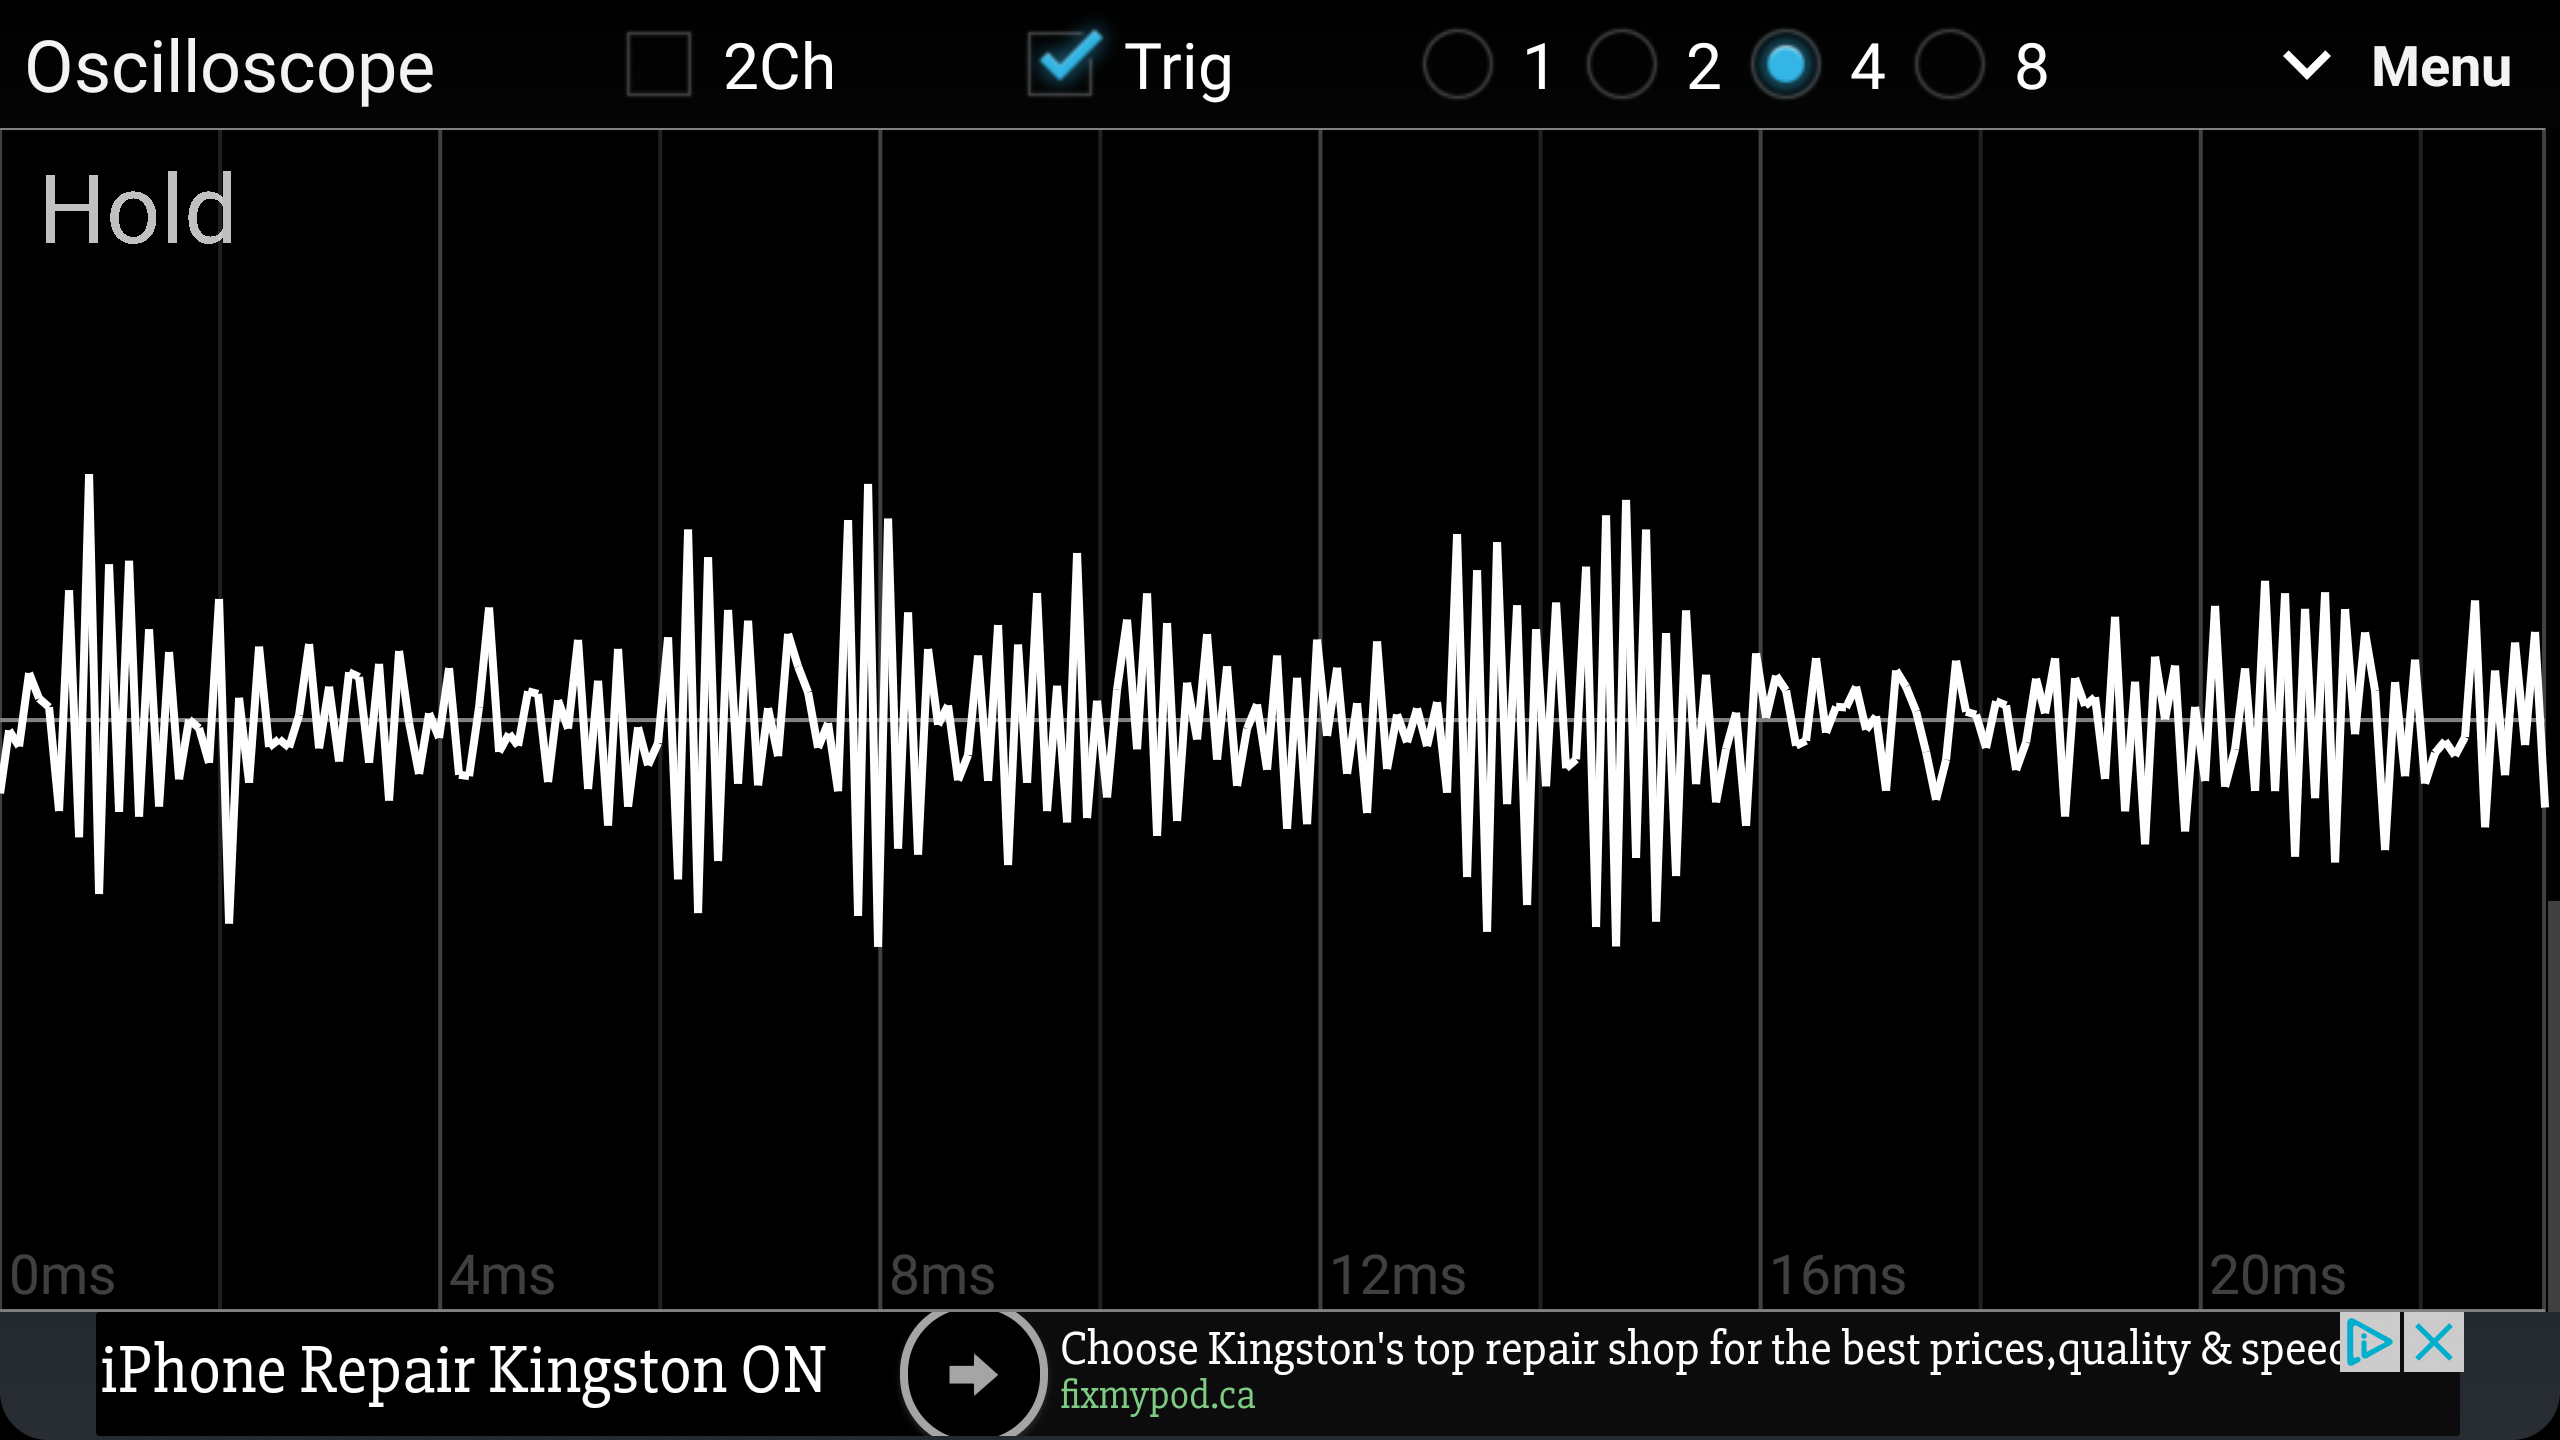 Oscilloscope 2Ch Trig 1 2 4 8 Menu
Hold
0ms 4ms 8ms 12ms 16ms 20ms
iPhone Repair Kingston ON
Choose Kingston's top repair shop for the best prices,quality & speed
fixmypod.ca